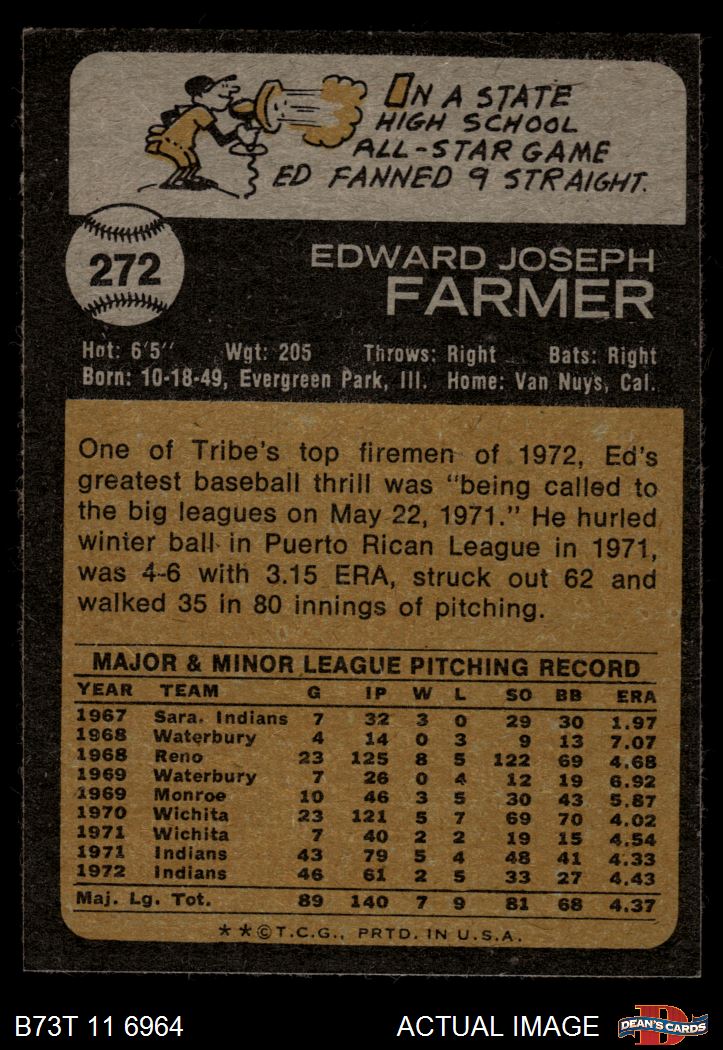 ON A STATE
HIGH SCHOOL
ALL-STAR GAME
ED FANNED 9 STRAIGHT.
272
EDWARD JOSEPH
FARMER
Hgt: 6'5" Wgt: 205 Throws: Right Bats: Right
Born: 10-18-49, Evergreen Park, Ill. Home: Van Nuys, Cal.
One of Tribe's top firemen of 1972, Ed's
greatest baseball thrill was "being called to
the big leagues on May 22, 1971." He hurled
winter ball in Puerto Rican League in 1971,
was 4-6 with 3.15 ERA, struck out 62 and
walked 35 in 80 innings of pitching.
MAJOR & MINOR LEAGUE PITCHING RECORD
YEAR TEAM G IP W L SO BB ERA
1967 Sara. Indians 7 32 3 0 29 30 1.97
1968 Waterbury 4 14 0 3 9 13 7.07
1968 Reno 23 125 8 5 122 69 4.68
1969 Waterbury 7 26 0 4 12 19 6.92
1969 Monroe 10 46 3 5 30 43 5.87
1970 Wichita 23 121 5 7 69 70 4.02
1971 Wichita 7 40 2 2 19 15 4.54
1971 Indians 43 79 5 4 48 41 4.33
1972 Indians 46 61 2 5 33 27 4.43
Maj. Lg. Tot. 89 140 7 9 81 68 4.37
**©T.C.G., PRTD. IN U.S.A.
B73T 11 6964 ACTUAL IMAGE D DEAN'S CARDS